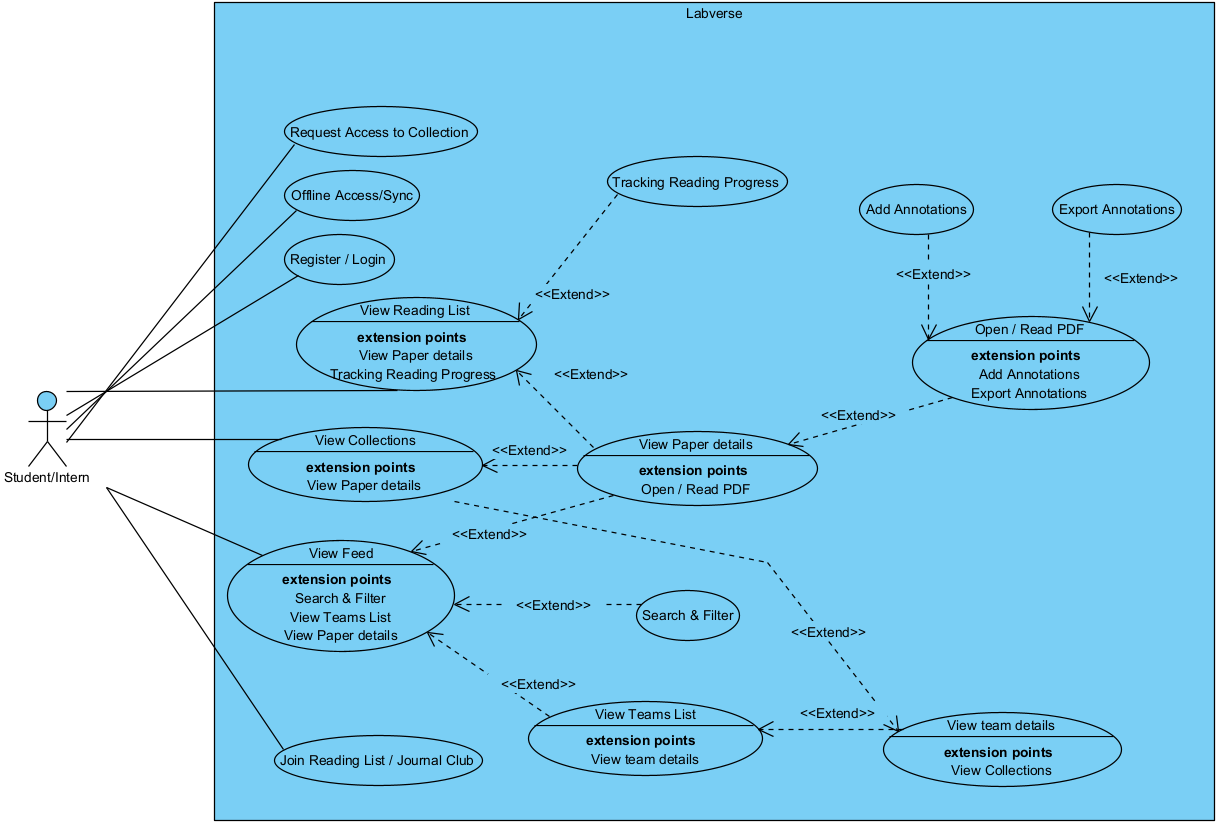 Labverse
Request Access to Collection
Offline Access/Sync
Tracking Reading Progress
Add Annotations
Export Annotations
Register / Login
<<Extend>>
<<Extend>>
<<Extend>>
View Reading List
extension points
View Paper details
Tracking Reading Progress
Open / Read PDF
extension points
Add Annotations
Export Annotations
<<Extend>>
<<Extend>>
Student/Intern
View Collections
extension points
View Paper details
<<Extend>>
View Paper details
extension points
Open / Read PDF
<<Extend>>
View Feed
extension points
Search & Filter
View Teams List
View Paper details
<<Extend>>
Search & Filter
<<Extend>>
<<Extend>>
View Teams List
extension points
View team details
<<Extend>>
View team details
extension points
View Collections
Join Reading List / Journal Club